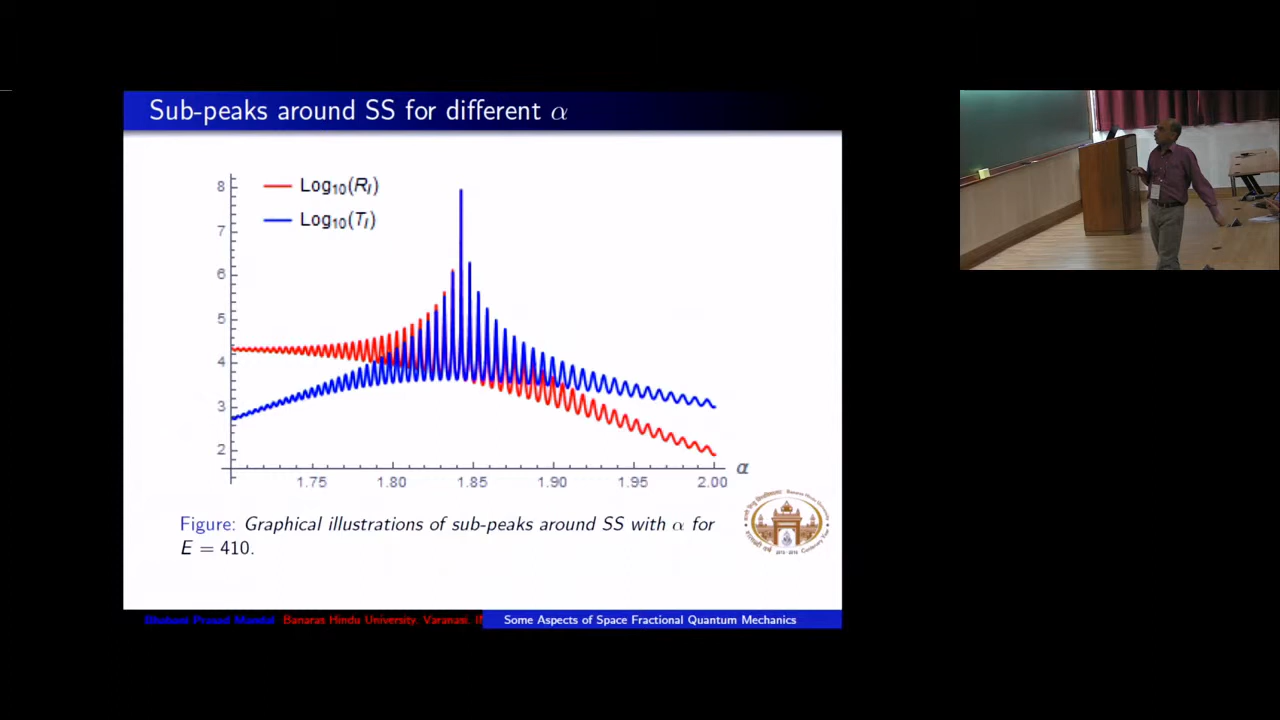 Sub-peaks around SS for different α
8
Log10(Rl)
Log10(Tl)
7
6
5
4
3
2
1.75 1.80 1.85 1.90 1.95 2.00
α
Figure: Graphical illustrations of sub-peaks around SS with α for
E = 410.
Bhabani Prasad Mandal Banaras Hindu University, Varanasi, Some Aspects of Space Fractional Quantum Mechanics